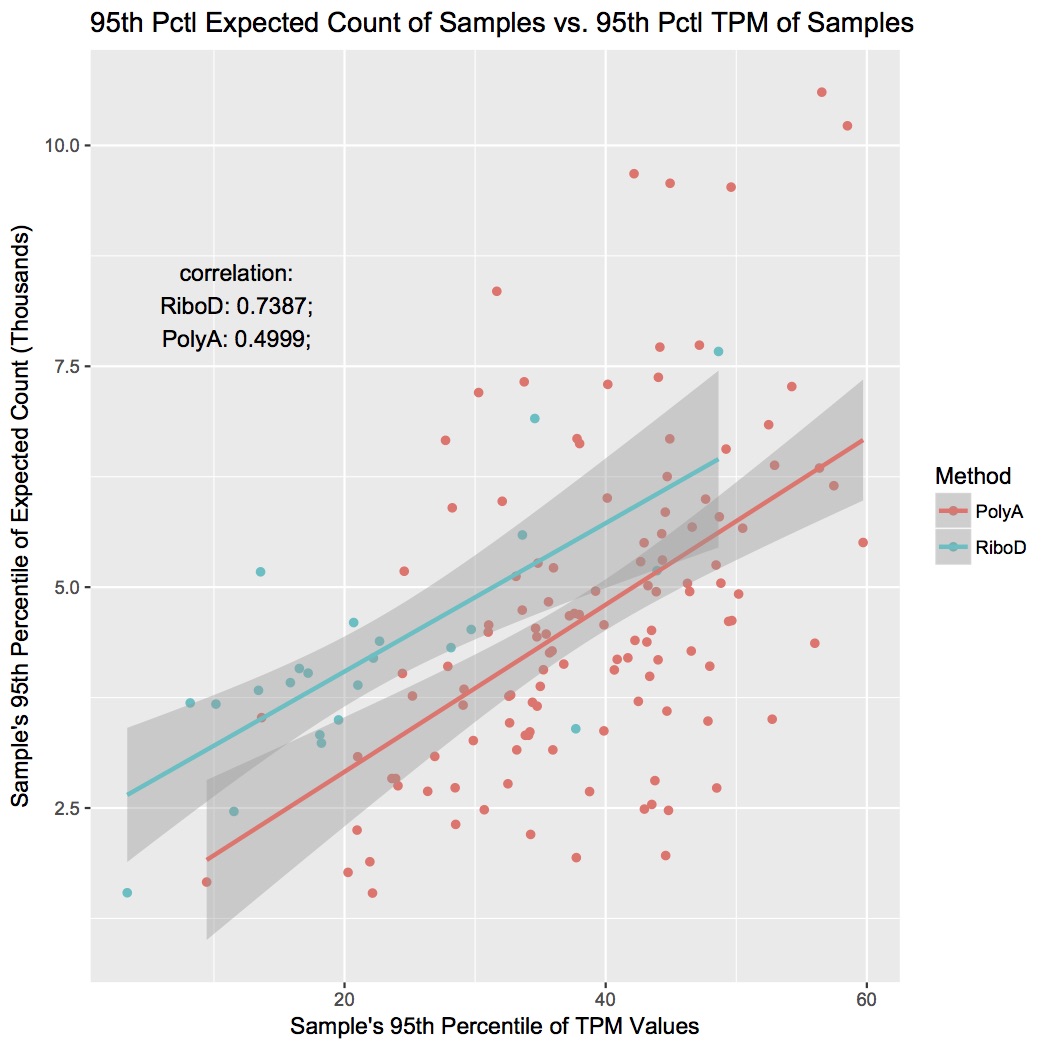 95th Pctl Expected Count of Samples vs. 95th Pctl TPM of Samples
Sample's 95th Percentile of Expected Count (Thousands)
10.0
7.5
5.0
2.5
correlation:
RiboD: 0.7387;
PolyA: 0.4999;
Method
PolyA
RiboD
20
40
60
Sample's 95th Percentile of TPM Values